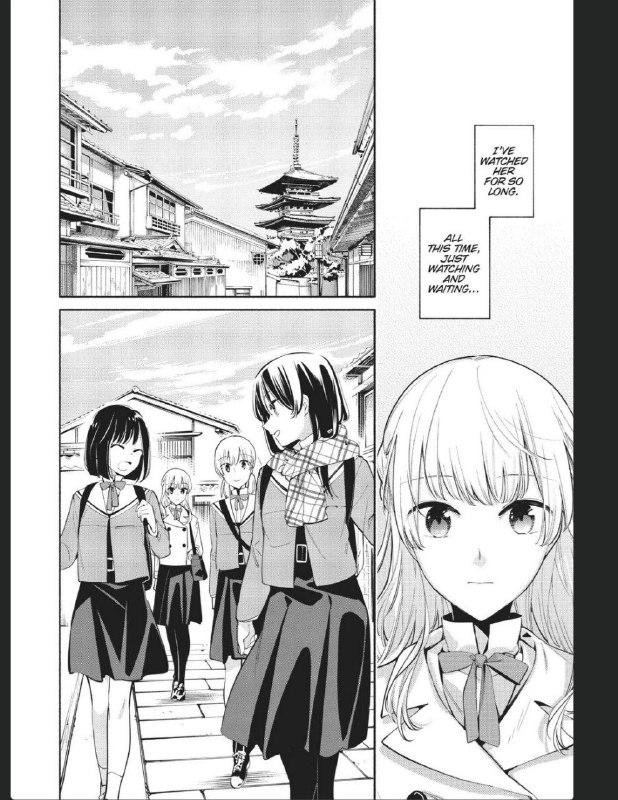 I'VE
WATCHED
HER
FOR SO
LONG.
ALL
THIS TIME,
JUST
WATCHING
AND
WAITING...